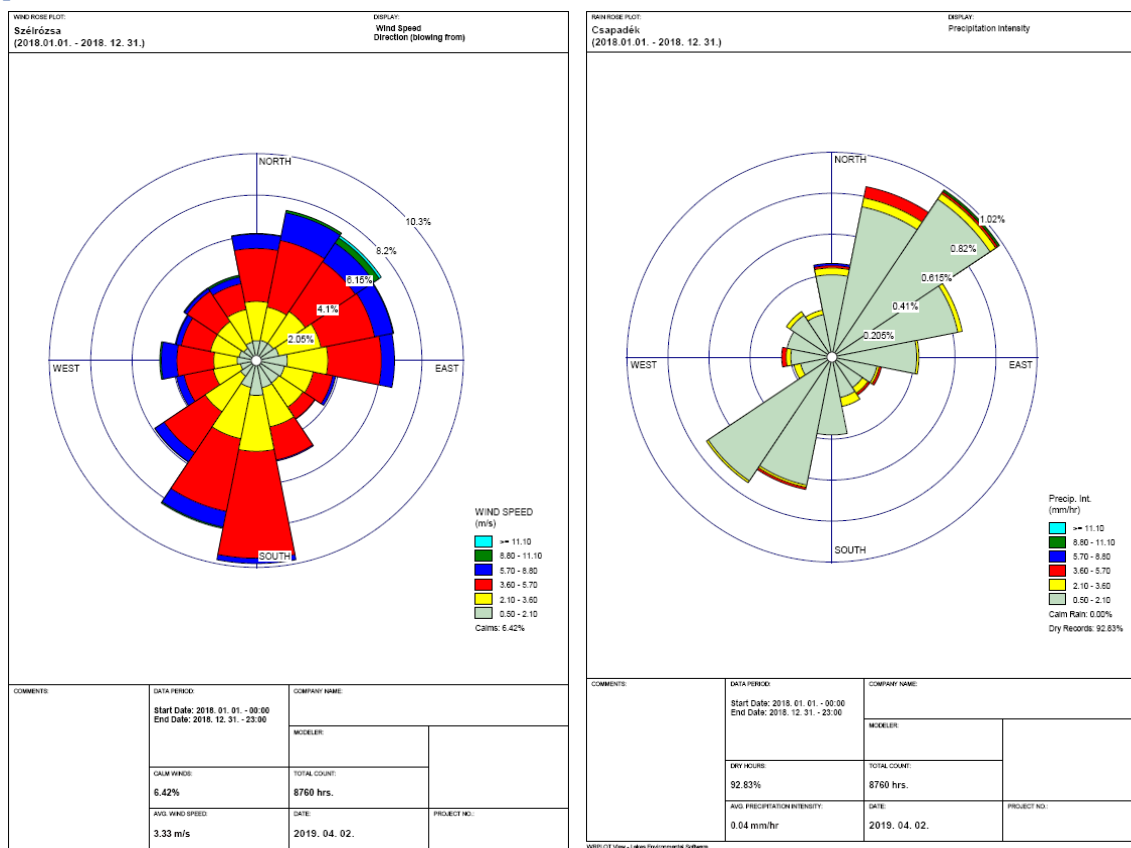 WIND ROSE PLOT:
Szélrózsa
(2018.01.01. - 2018. 12. 31.)
DISPLAY:
Wind Speed
Direction (blowing from)
NORTH
10.3%
8.2%
6.15%
4.1%
2.05%
WEST
EAST
SOUTH
WIND SPEED
(m/s)
>= 11.10
8.80 - 11.10
5.70 - 8.80
3.60 - 5.70
2.10 - 3.60
0.50 - 2.10
Calms: 6.42%
COMMENTS:
DATA PERIOD:
Start Date: 2018. 01. 01. - 00:00
End Date: 2018. 12. 31. - 23:00
COMPANY NAME:
MODELER:
CALM WINDS:
6.42%
TOTAL COUNT:
8760 hrs.
AVG. WIND SPEED:
3.33 m/s
DATE:
2019. 04. 02.
PROJECT NO.:
RAIN ROSE PLOT:
Csapadék
(2018.01.01. - 2018. 12. 31.)
DISPLAY:
Precipitation Intensity
NORTH
1.02%
0.82%
0.615%
0.41%
0.205%
WEST
EAST
SOUTH
Precip. Int.
(mm/hr)
>= 11.10
8.80 - 11.10
5.70 - 8.80
3.60 - 5.70
2.10 - 3.60
0.50 - 2.10
Calm Rain: 0.00%
Dry Records: 92.83%
COMMENTS:
DATA PERIOD:
Start Date: 2018. 01. 01. - 00:00
End Date: 2018. 12. 31. - 23:00
COMPANY NAME:
MODELER:
DRY HOURS:
92.83%
TOTAL COUNT:
8760 hrs.
AVG. PRECIPITATION INTENSITY:
0.04 mm/hr
DATE:
2019. 04. 02.
PROJECT NO.:
WRPLOT View - Lakes Environmental Software